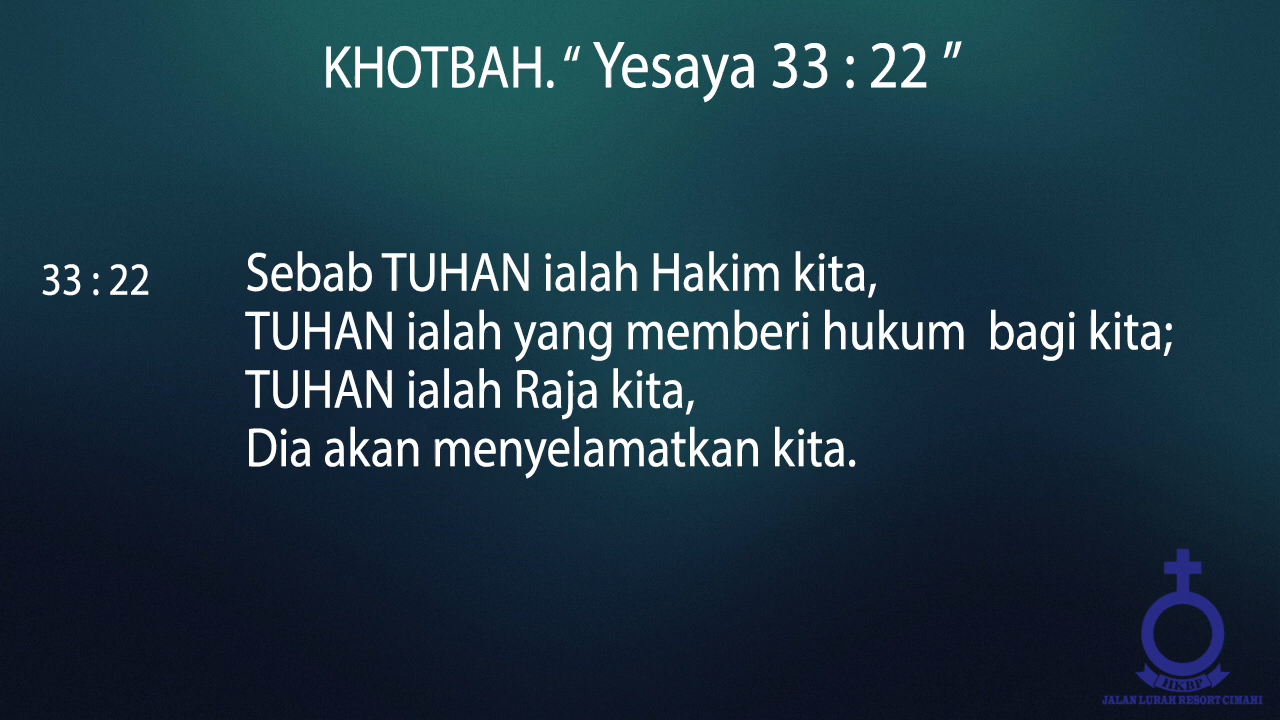 KHOTBAH. “ Yesaya 33 : 22 ”
33 : 22 Sebab TUHAN ialah Hakim kita,
TUHAN ialah yang memberi hukum  bagi kita;
TUHAN ialah Raja kita,
Dia akan menyelamatkan kita.
HKBP
JALAN LURAH RESORT CIMAHI